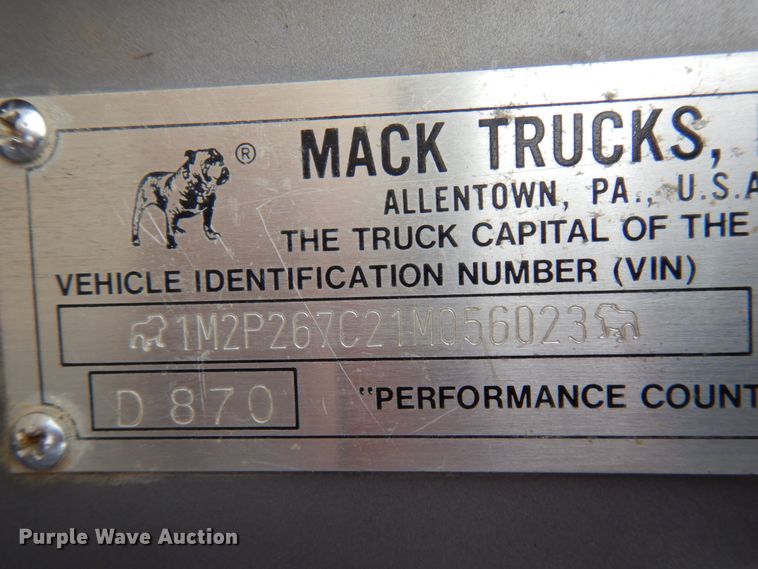 ®
MACK TRUCKS,
ALLENTOWN, PA., U.S.A
THE TRUCK CAPITAL OF THE
VEHICLE IDENTIFICATION NUMBER (VIN)
1M2P267C21M056023
D 870
"PERFORMANCE COUNT
Purple Wave Auction